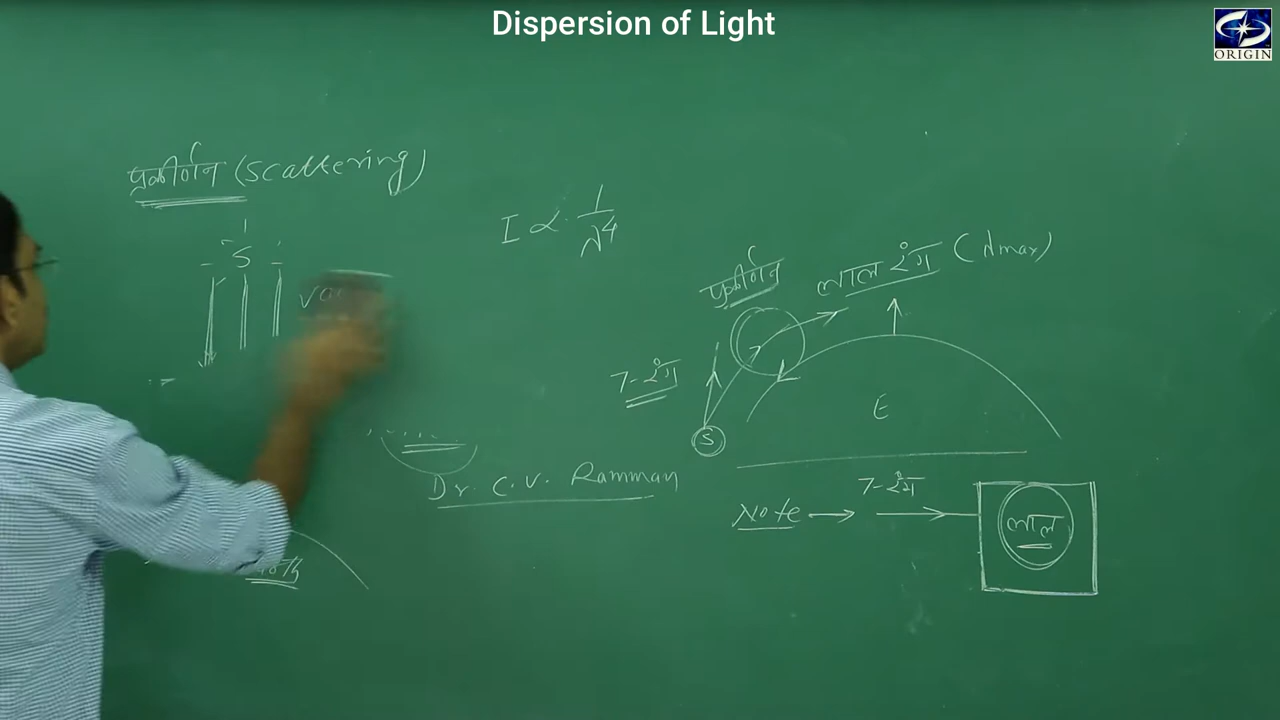 Dispersion of Light
ORIGIN
प्रकीर्णन (Scattering)
I ∝ 1/λ⁴
S
प्रकीर्णन
लाल रंग (λmax)
7-रंग
E
S
Dr. C. V. Ramman
Note → 7-रंग
लाल